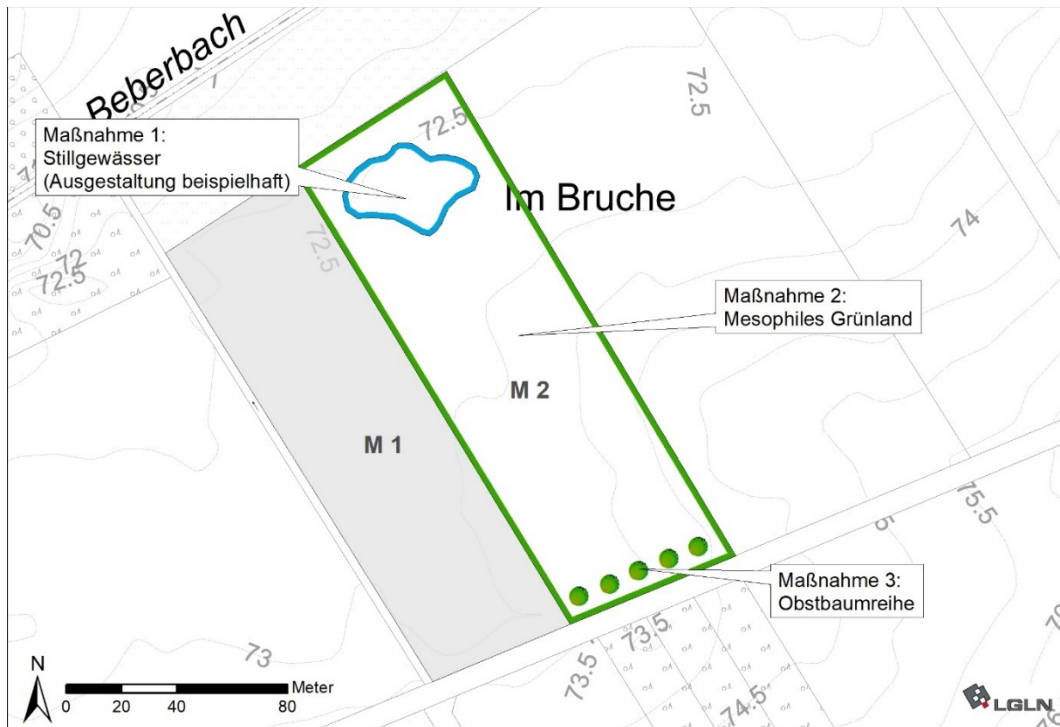 Beberbach
Maßnahme 1:
Stillgewässer
(Ausgestaltung beispielhaft)
72.5
72.5
Im Bruche
70.5
72
72.5
72.5
74
Maßnahme 2:
Mesophiles Grünland
M 2
M 1
75.5
Maßnahme 3:
Obstbaumreihe
73
73.5
73.5
74.5
N
0 20 40 80 Meter
LGLN